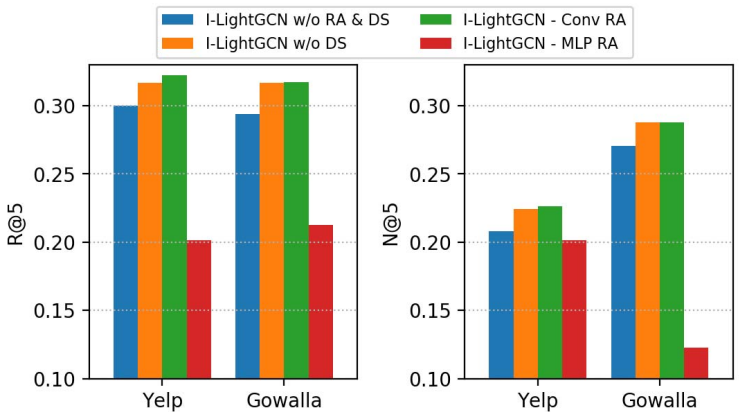 I-LightGCN w/o RA & DS
I-LightGCN w/o DS
I-LightGCN - Conv RA
I-LightGCN - MLP RA
R@5
0.30
0.25
0.20
0.15
0.10
Yelp Gowalla
N@5
0.30
0.25
0.20
0.15
0.10
Yelp Gowalla